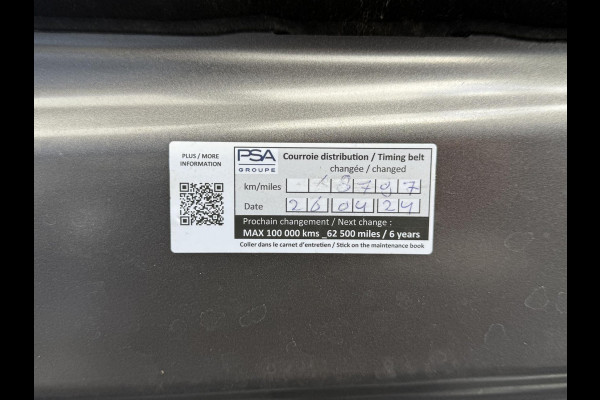 PLUS / MORE
INFORMATION
PSA
GROUPE
Courroie distribution / Timing belt
changée / changed
km/miles
Date 26 04 24
Prochain changement / Next change :
MAX 100 000 kms _62 500 miles / 6 years
Coller dans le carnet d'entretien / Stick on the maintenance book